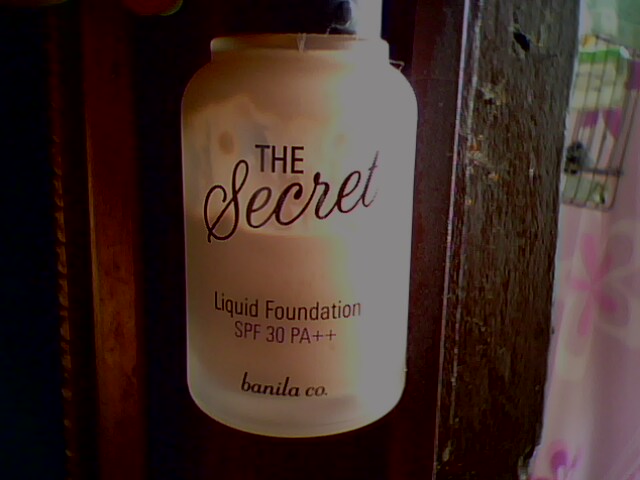 THE
Secret
Liquid Foundation
SPF 30 PA++
banila co.